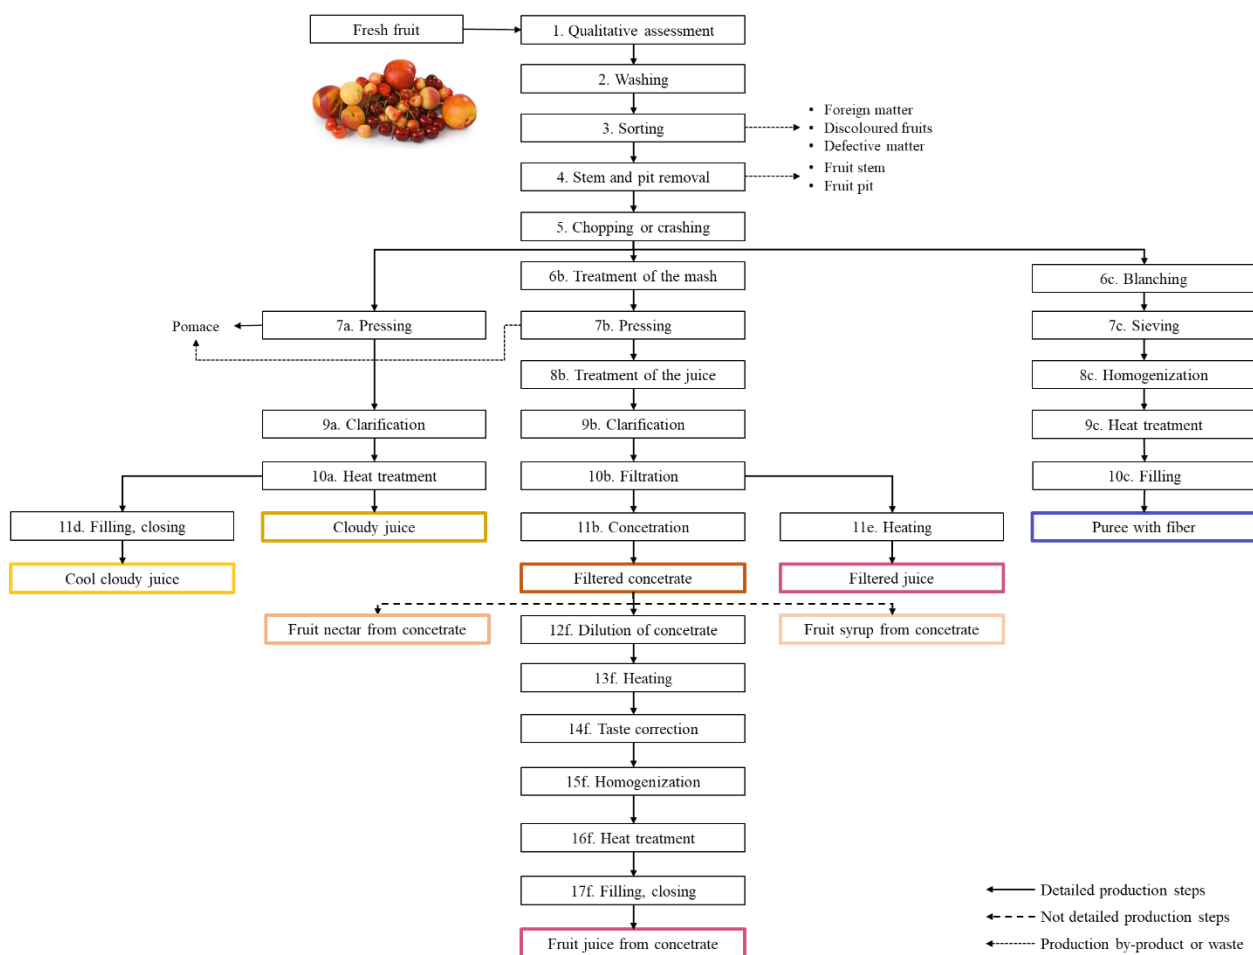 Fresh fruit
1. Qualitative assessment
2. Washing
3. Sorting
• Foreign matter
• Discoloured fruits
• Defective matter
4. Stem and pit removal
• Fruit stem
• Fruit pit
5. Chopping or crashing
6b. Treatment of the mash
6c. Blanching
Pomace
7a. Pressing
7b. Pressing
7c. Sieving
8b. Treatment of the juice
8c. Homogenization
9a. Clarification
9b. Clarification
9c. Heat treatment
10a. Heat treatment
10b. Filtration
10c. Filling
11d. Filling, closing
Cloudy juice
11b. Concetration
11e. Heating
Puree with fiber
Cool cloudy juice
Filtered concetrate
Filtered juice
Fruit nectar from concetrate
12f. Dilution of concetrate
Fruit syrup from concetrate
13f. Heating
14f. Taste correction
15f. Homogenization
16f. Heat treatment
17f. Filling, closing
Fruit juice from concetrate
Detailed production steps
Not detailed production steps
Production by-product or waste